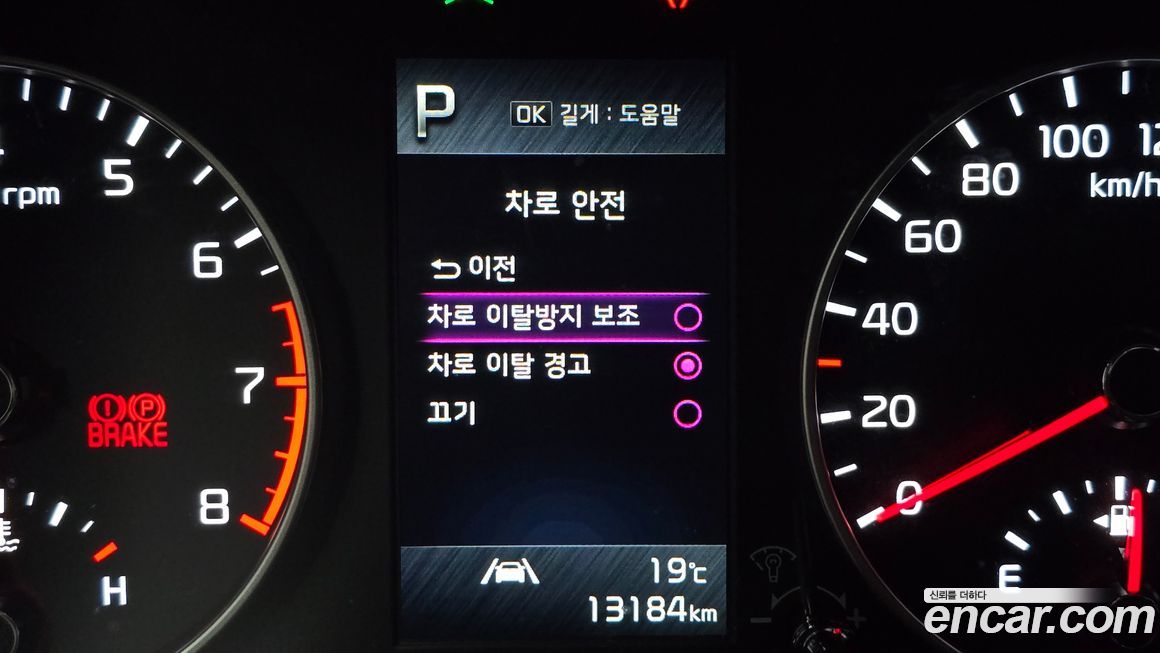 P
OK 길게 : 도움말
차로 안전
이전
차로 이탈방지 보조
차로 이탈 경고
끄기
19℃
13184km
rpm
5
6
7
8
P
BRAKE
H
100
80
km/h
60
40
20
0
E
신뢰를 더하다
encar.com